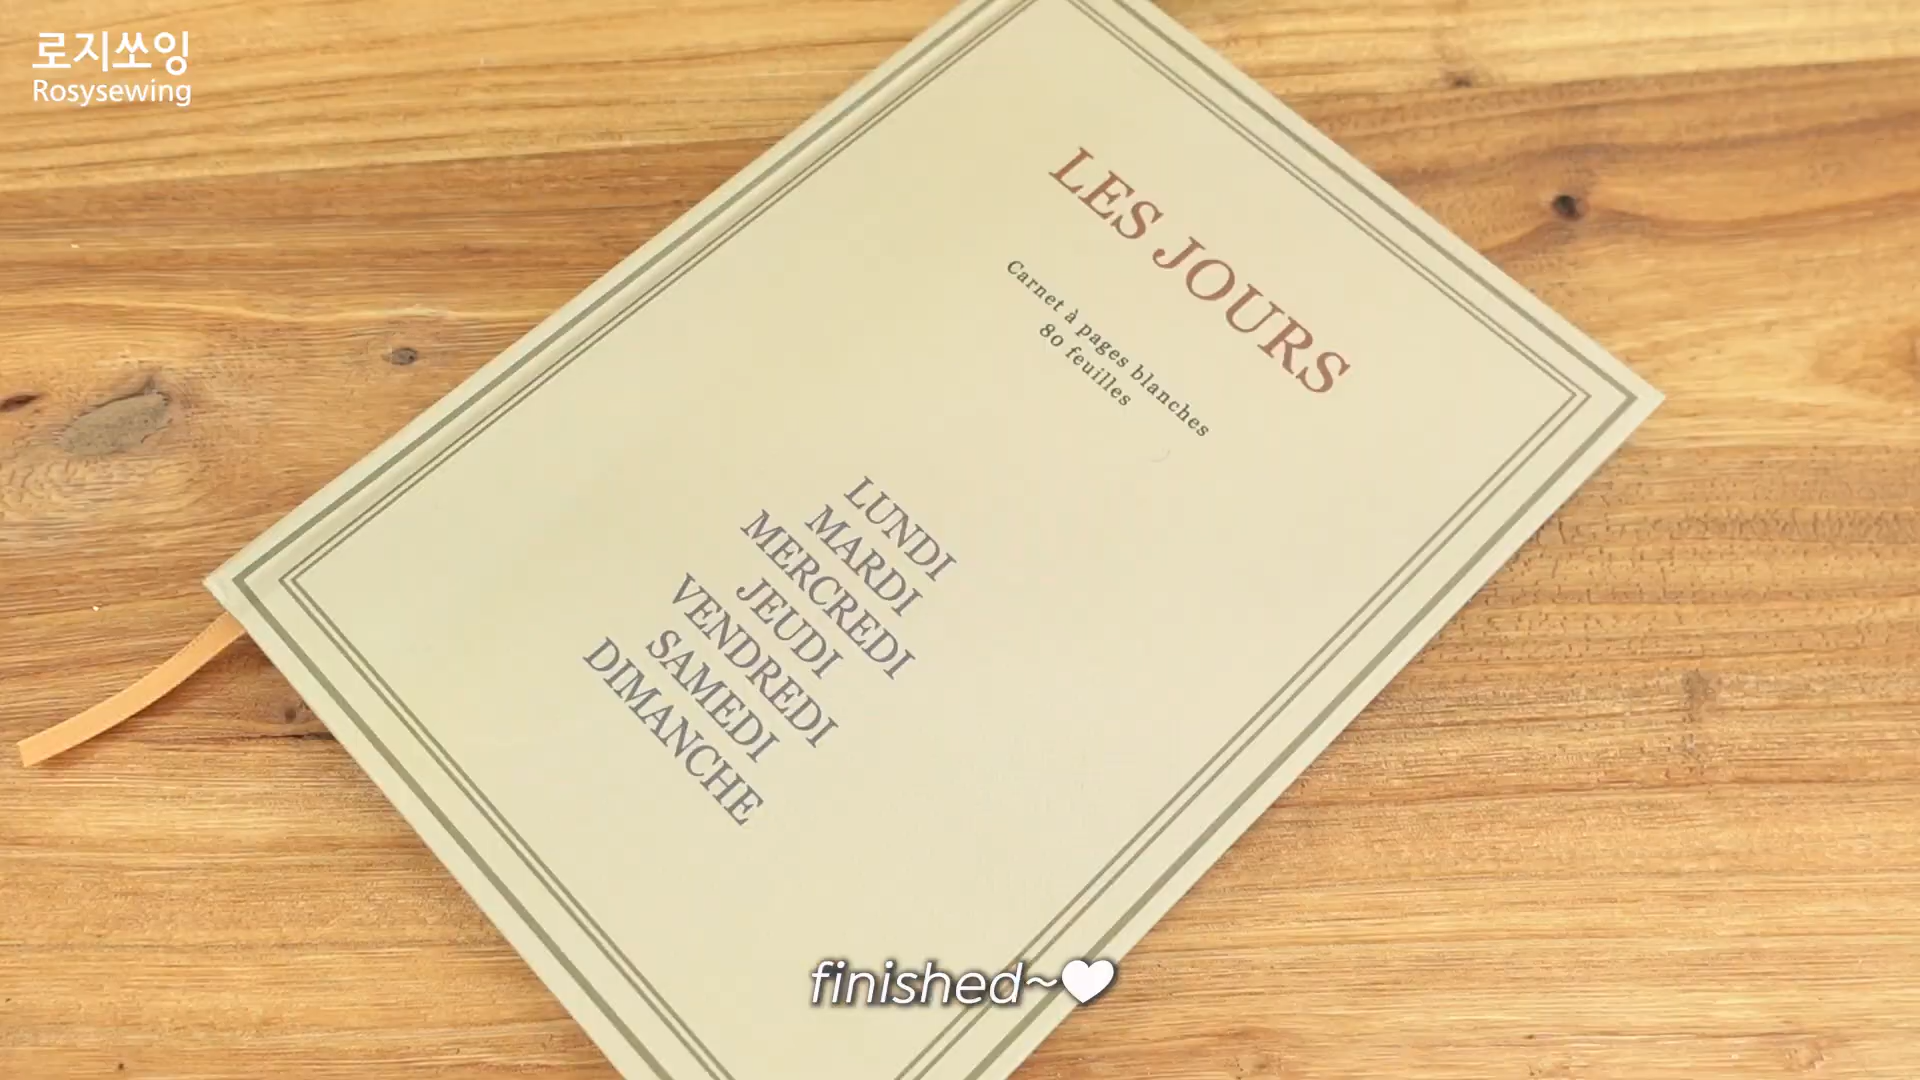 로지쏘잉
Rosysewing
LES JOURS
Carnet à pages blanches
80 feuilles
LUNDI
MARDI
MERCREDI
JEUDI
VENDREDI
SAMEDI
DIMANCHE
finished~🤍